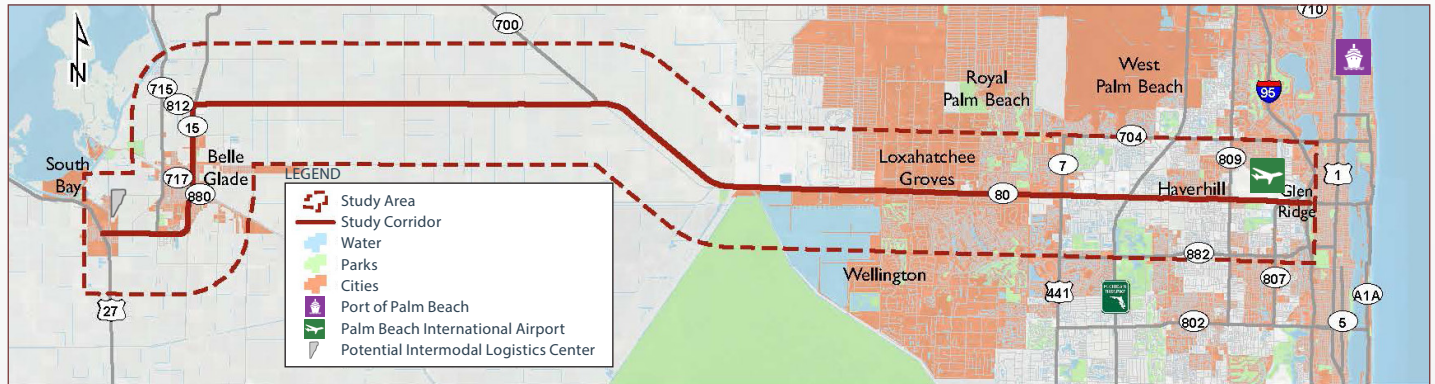 N
700
710
715
812
15
South
Bay
Belle
Glade
717
880
27
LEGEND
Study Area
Study Corridor
Water
Parks
Cities
Port of Palm Beach
Palm Beach International Airport
Potential Intermodal Logistics Center
Royal
Palm Beach
West
Palm Beach
95
704
7
809
1
Loxahatchee
Groves
80
Haverhill
Glen
Ridge
Wellington
882
441
807
802
A1A
5